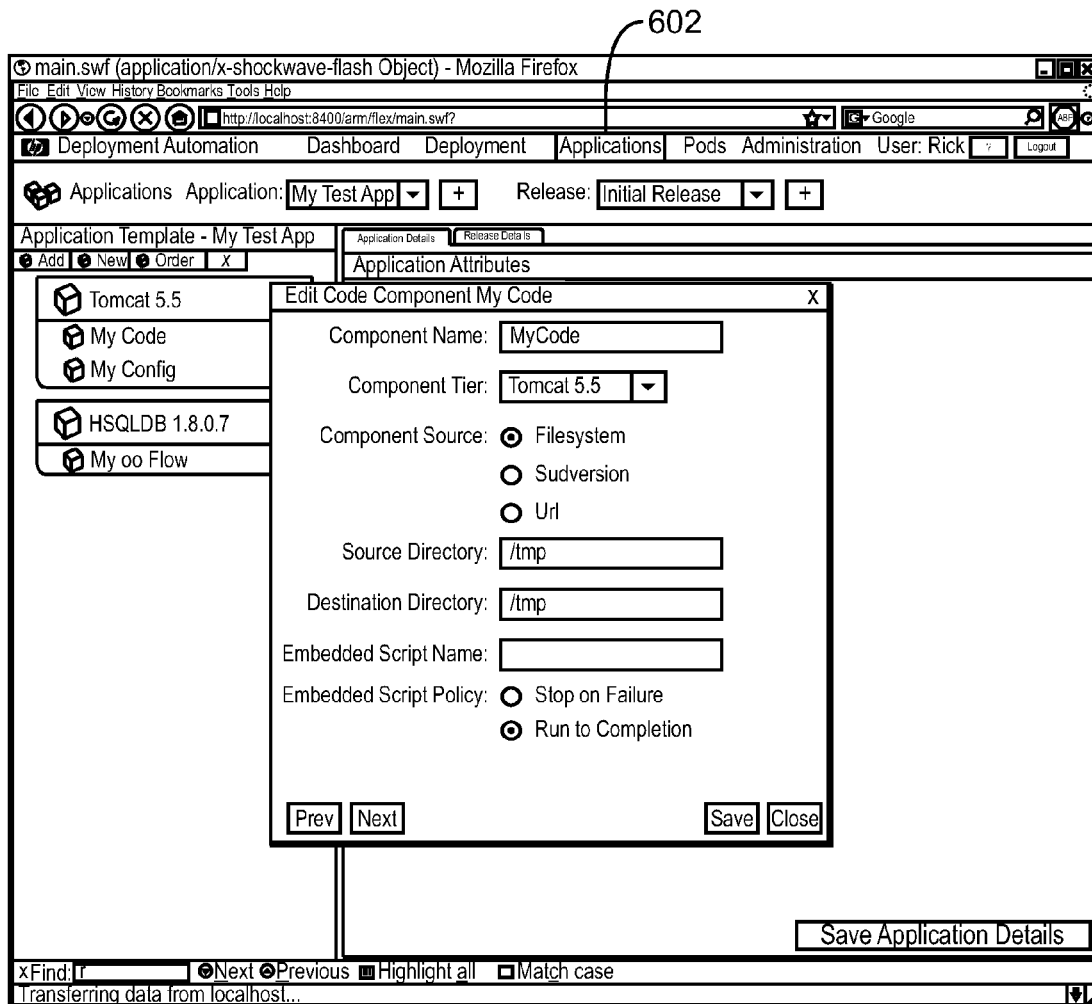 602
main.swf (application/x-shockwave-flash Object) - Mozilla Firefox
File Edit View History Bookmarks Tools Help
http://localhost:8400/arm/flex/main.swf? G Google ABP
hp Deployment Automation Dashboard Deployment Applications Pods Administration User: Rick ? Logout
Applications Application: My Test App + Release: Initial Release +
Application Template - My Test App Application Details Release Details
Add New Order X Application Attributes
Tomcat 5.5
My Code
My Config
HSQLDB 1.8.0.7
My oo Flow
Edit Code Component My Code X
Component Name: MyCode
Component Tier: Tomcat 5.5
Component Source: Filesystem
Sudversion
Url
Source Directory: /tmp
Destination Directory: /tmp
Embedded Script Name:
Embedded Script Policy: Stop on Failure
Run to Completion
Prev Next Save Close
Save Application Details
x Find: r Next Previous Highlight all Match case
Transferring data from localhost...